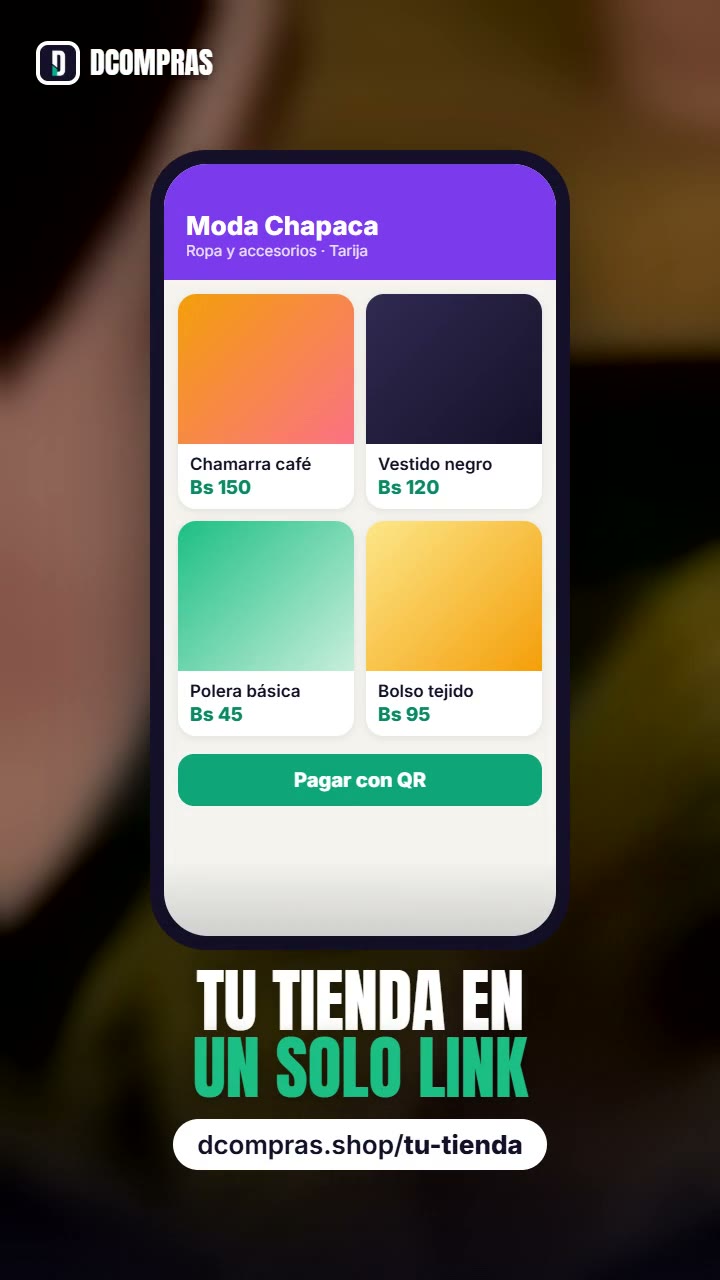 DCOMPRAS
Moda Chapaca
Ropa y accesorios · Tarija
Chamarra café
Bs 150
Vestido negro
Bs 120
Polera básica
Bs 45
Bolso tejido
Bs 95
Pagar con QR
TU TIENDA EN
UN SOLO LINK
dcompras.shop/tu-tienda